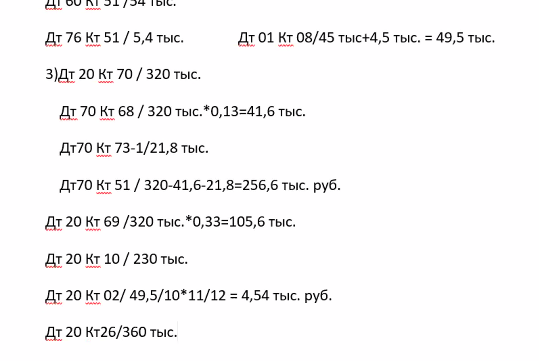 Дт 60 Кт 51 /54 тыс.
Дт 76 Кт 51 / 5,4 тыс. Дт 01 Кт 08/45 тыс+4,5 тыс. = 49,5 тыс.
3)Дт 20 Кт 70 / 320 тыс.
Дт 70 Кт 68 / 320 тыс.*0,13=41,6 тыс.
Дт70 Кт 73-1/21,8 тыс.
Дт70 Кт 51 / 320-41,6-21,8=256,6 тыс. руб.
Дт 20 Кт 69 /320 тыс.*0,33=105,6 тыс.
Дт 20 Кт 10 / 230 тыс.
Дт 20 Кт 02/ 49,5/10*11/12 = 4,54 тыс. руб.
Дт 20 Кт26/360 тыс.